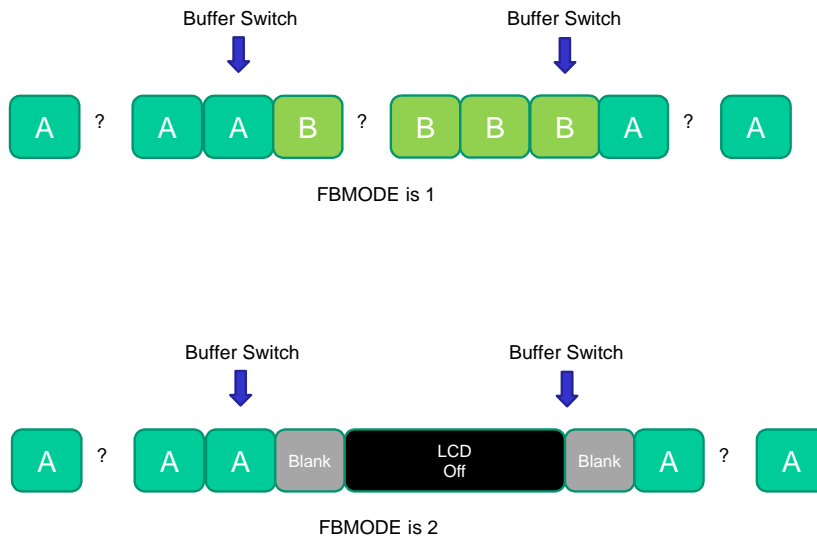 Buffer Switch Buffer Switch
A ? A A B ? B B B A ? A
FBMODE is 1
Buffer Switch Buffer Switch
A ? A A Blank LCD Off Blank A ? A
FBMODE is 2